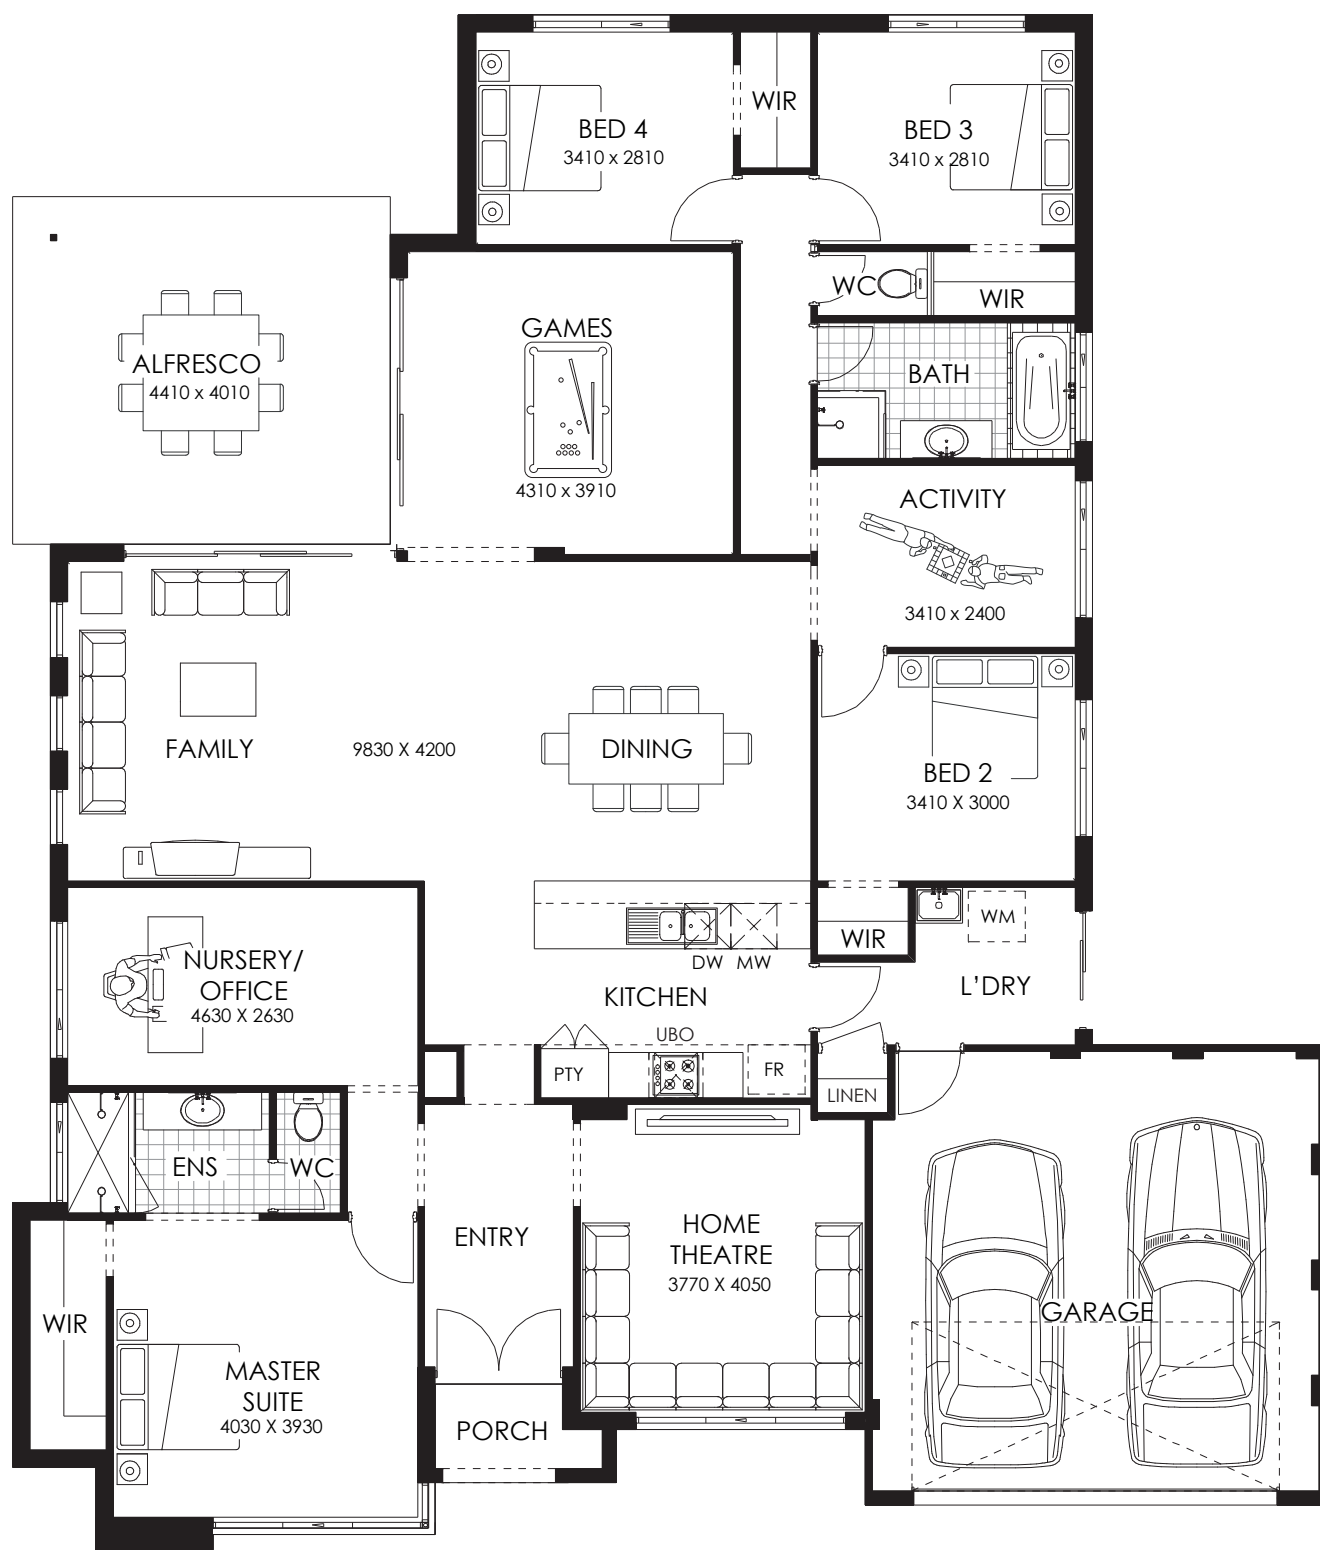 WIR
BED 4
3410 x 2810
BED 3
3410 x 2810
WC
WIR
GAMES
4310 x 3910
ALFRESCO
4410 x 4010
BATH
ACTIVITY
3410 x 2400
FAMILY
9830 X 4200
DINING
BED 2
3410 X 3000
WIR
WM
L'DRY
DW MW
KITCHEN
UBO
PTY
FR
LINEN
NURSERY/
OFFICE
4630 X 2630
ENS
WC
ENTRY
HOME
THEATRE
3770 X 4050
GARAGE
WIR
MASTER
SUITE
4030 X 3930
PORCH